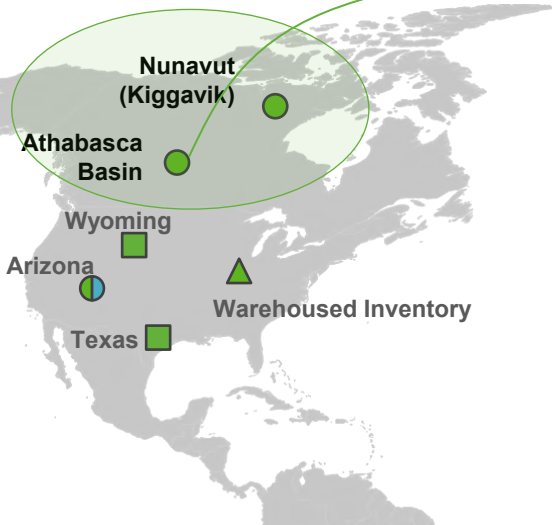 Nunavut
(Kiggavik)
Athabasca
Basin
Wyoming
Arizona
Warehoused Inventory
Texas